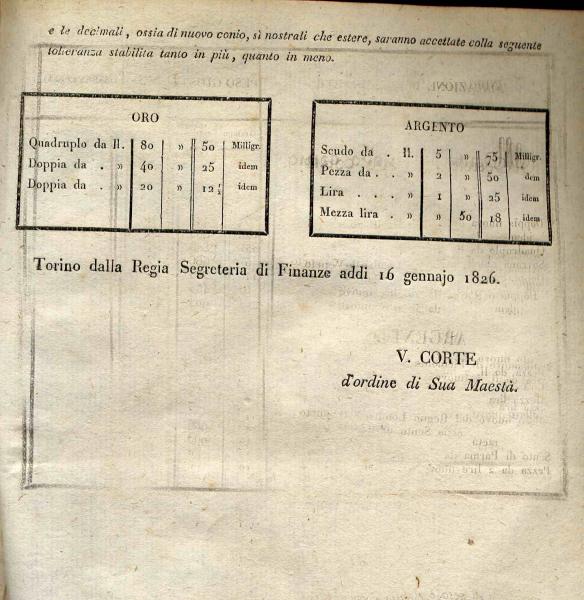 e le decimali, ossia di nuovo conio, sì nostrali che estere, saranno accettate colla seguente
tolleranza stabilita tanto in più, quanto in meno.
ORO
Quadruplo da ll. 80 » 50 Milligr.
Doppia da . » 40 » 25 idem
Doppia da . » 20 » 12 ½ idem
ARGENTO
Scudo da . ll. 5 » 75 Milligr.
Pezza da . . » 2 » 50 dem
Lira . . . » 1 » 25 idem
Mezza lira . » » 50 18 idem
Torino dalla Regia Segreteria di Finanze addì 16 gennajo 1826.
V. CORTE
d'ordine di Sua Maestà.